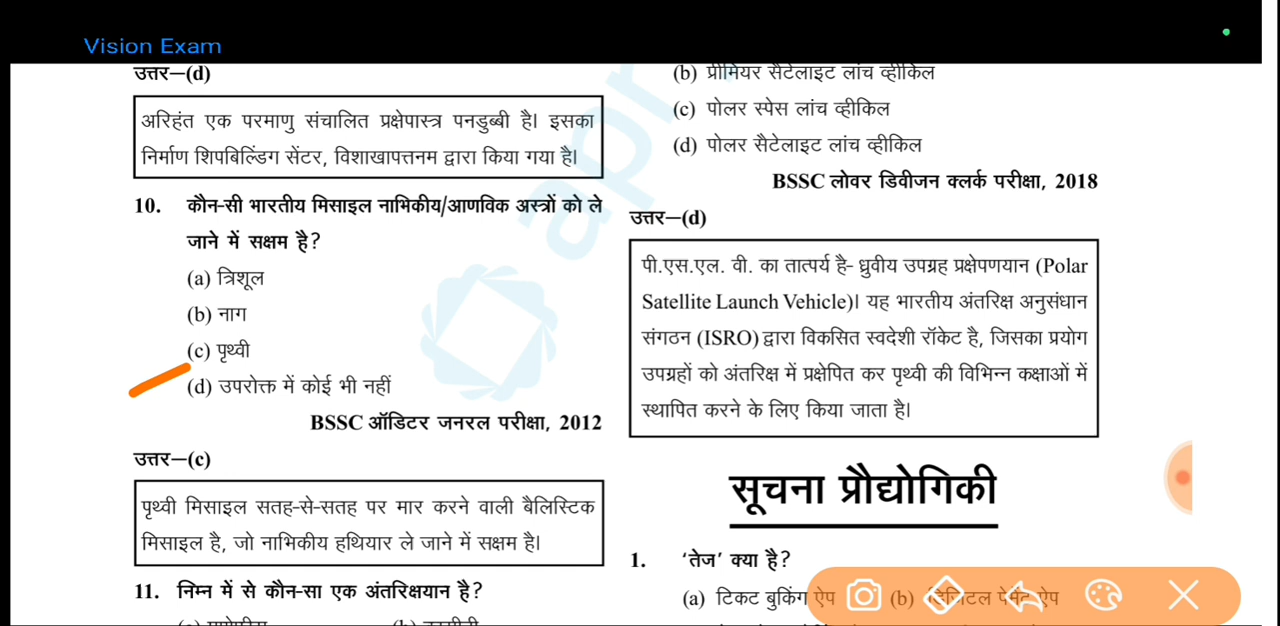 Vision Exam
उत्तर–(d)
अरिहंत एक परमाणु संचालित प्रक्षेपास्त्र पनडुब्बी है। इसका
निर्माण शिपबिल्डिंग सेंटर, विशाखापत्तनम द्वारा किया गया है।
10. कौन-सी भारतीय मिसाइल नाभिकीय/आणविक अस्त्रों को ले
जाने में सक्षम है?
(a) त्रिशूल
(b) नाग
(c) पृथ्वी
(d) उपरोक्त में कोई भी नहीं
BSSC ऑडिटर जनरल परीक्षा, 2012
उत्तर–(c)
पृथ्वी मिसाइल सतह-से-सतह पर मार करने वाली बैलिस्टिक
मिसाइल है, जो नाभिकीय हथियार ले जाने में सक्षम है।
11. निम्न में से कौन-सा एक अंतरिक्षयान है?
(b) प्रीमियर सैटेलाइट लांच व्हीकिल
(c) पोलर स्पेस लांच व्हीकिल
(d) पोलर सैटेलाइट लांच व्हीकिल
BSSC लोवर डिवीजन क्लर्क परीक्षा, 2018
उत्तर–(d)
पी.एस.एल. वी. का तात्पर्य है- ध्रुवीय उपग्रह प्रक्षेपणयान (Polar
Satellite Launch Vehicle)। यह भारतीय अंतरिक्ष अनुसंधान
संगठन (ISRO) द्वारा विकसित स्वदेशी रॉकेट है, जिसका प्रयोग
उपग्रहों को अंतरिक्ष में प्रक्षेपित कर पृथ्वी की विभिन्न कक्षाओं में
स्थापित करने के लिए किया जाता है।
सूचना प्रौद्योगिकी
1. 'तेज' क्या है?
(a) टिकट बुकिंग ऐप (b) डिजिटल पेमेंट ऐप